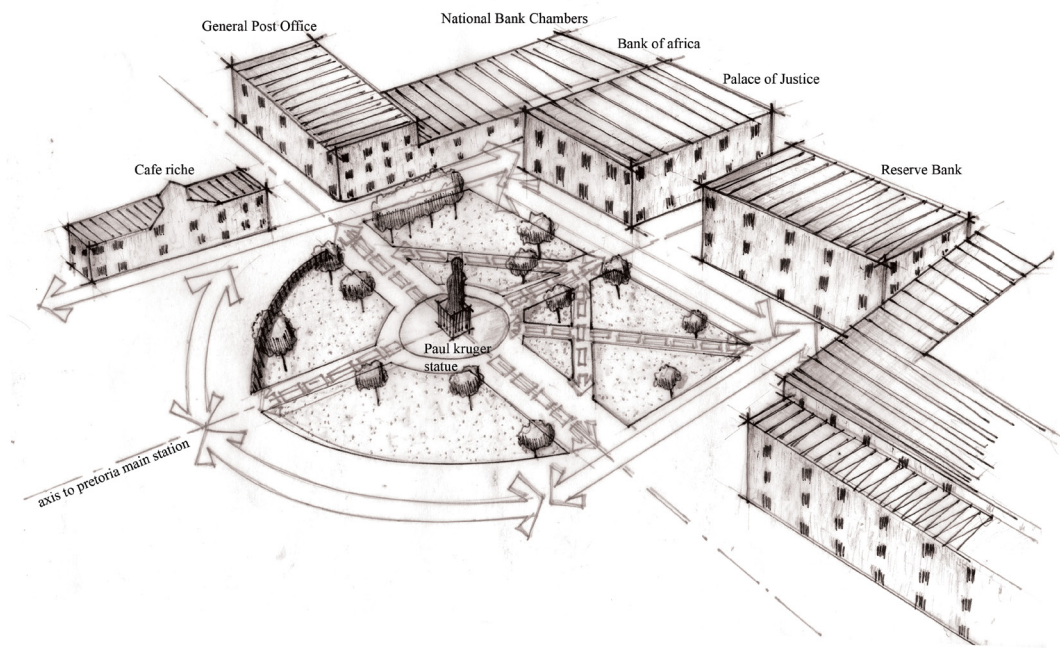 National Bank Chambers
General Post Office
Bank of africa
Palace of Justice
Cafe riche
Reserve Bank
Paul kruger
statue
axis to pretoria main station